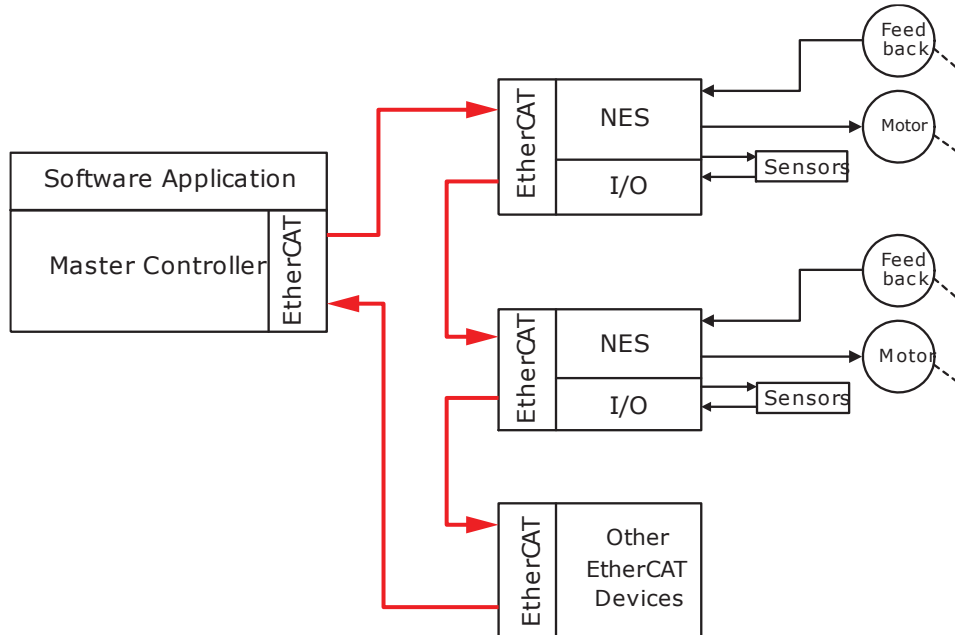 Software Application
Master Controller
EtherCAT
EtherCAT
NES
I/O
Feed
back
Motor
Sensors
EtherCAT
NES
I/O
Feed
back
Motor
Sensors
EtherCAT
Other
EtherCAT
Devices